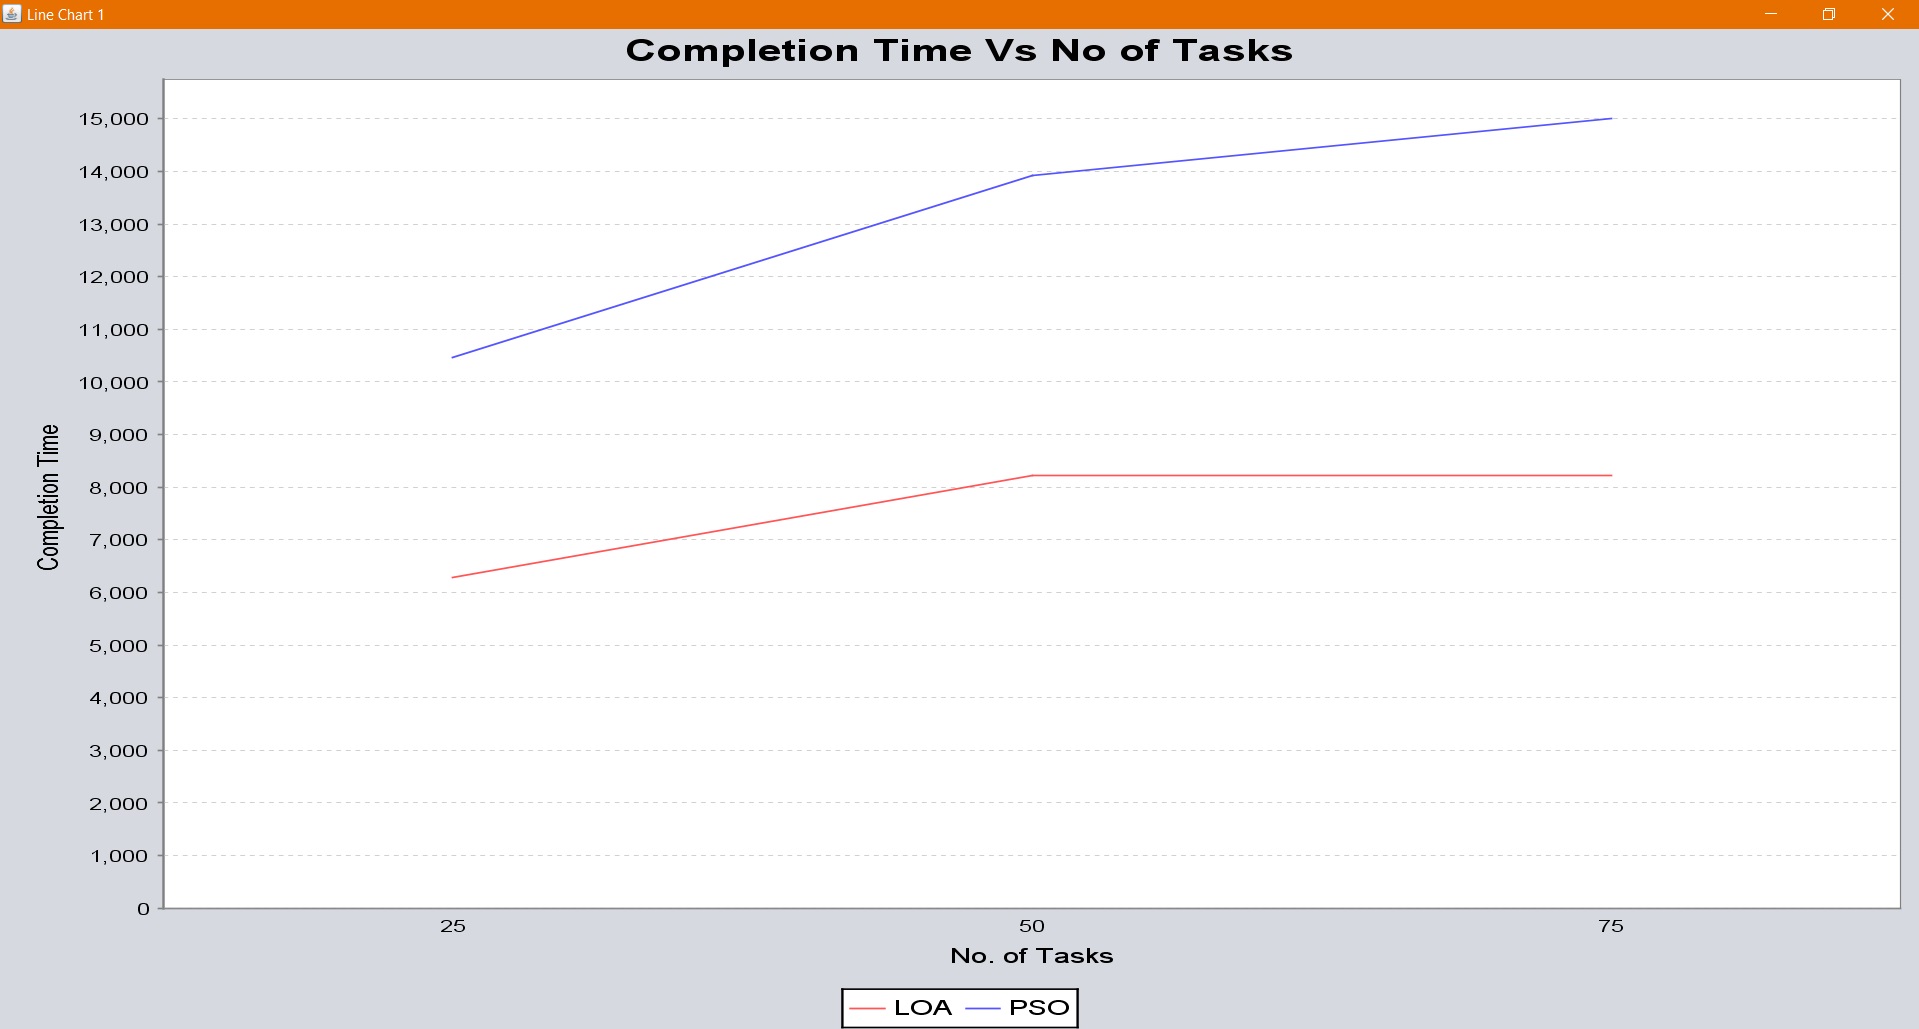 Line Chart 1
Completion Time Vs No of Tasks
15,000
14,000
13,000
12,000
11,000
10,000
9,000
8,000
7,000
6,000
5,000
4,000
3,000
2,000
1,000
0
Completion Time
25 50 75
No. of Tasks
LOA PSO